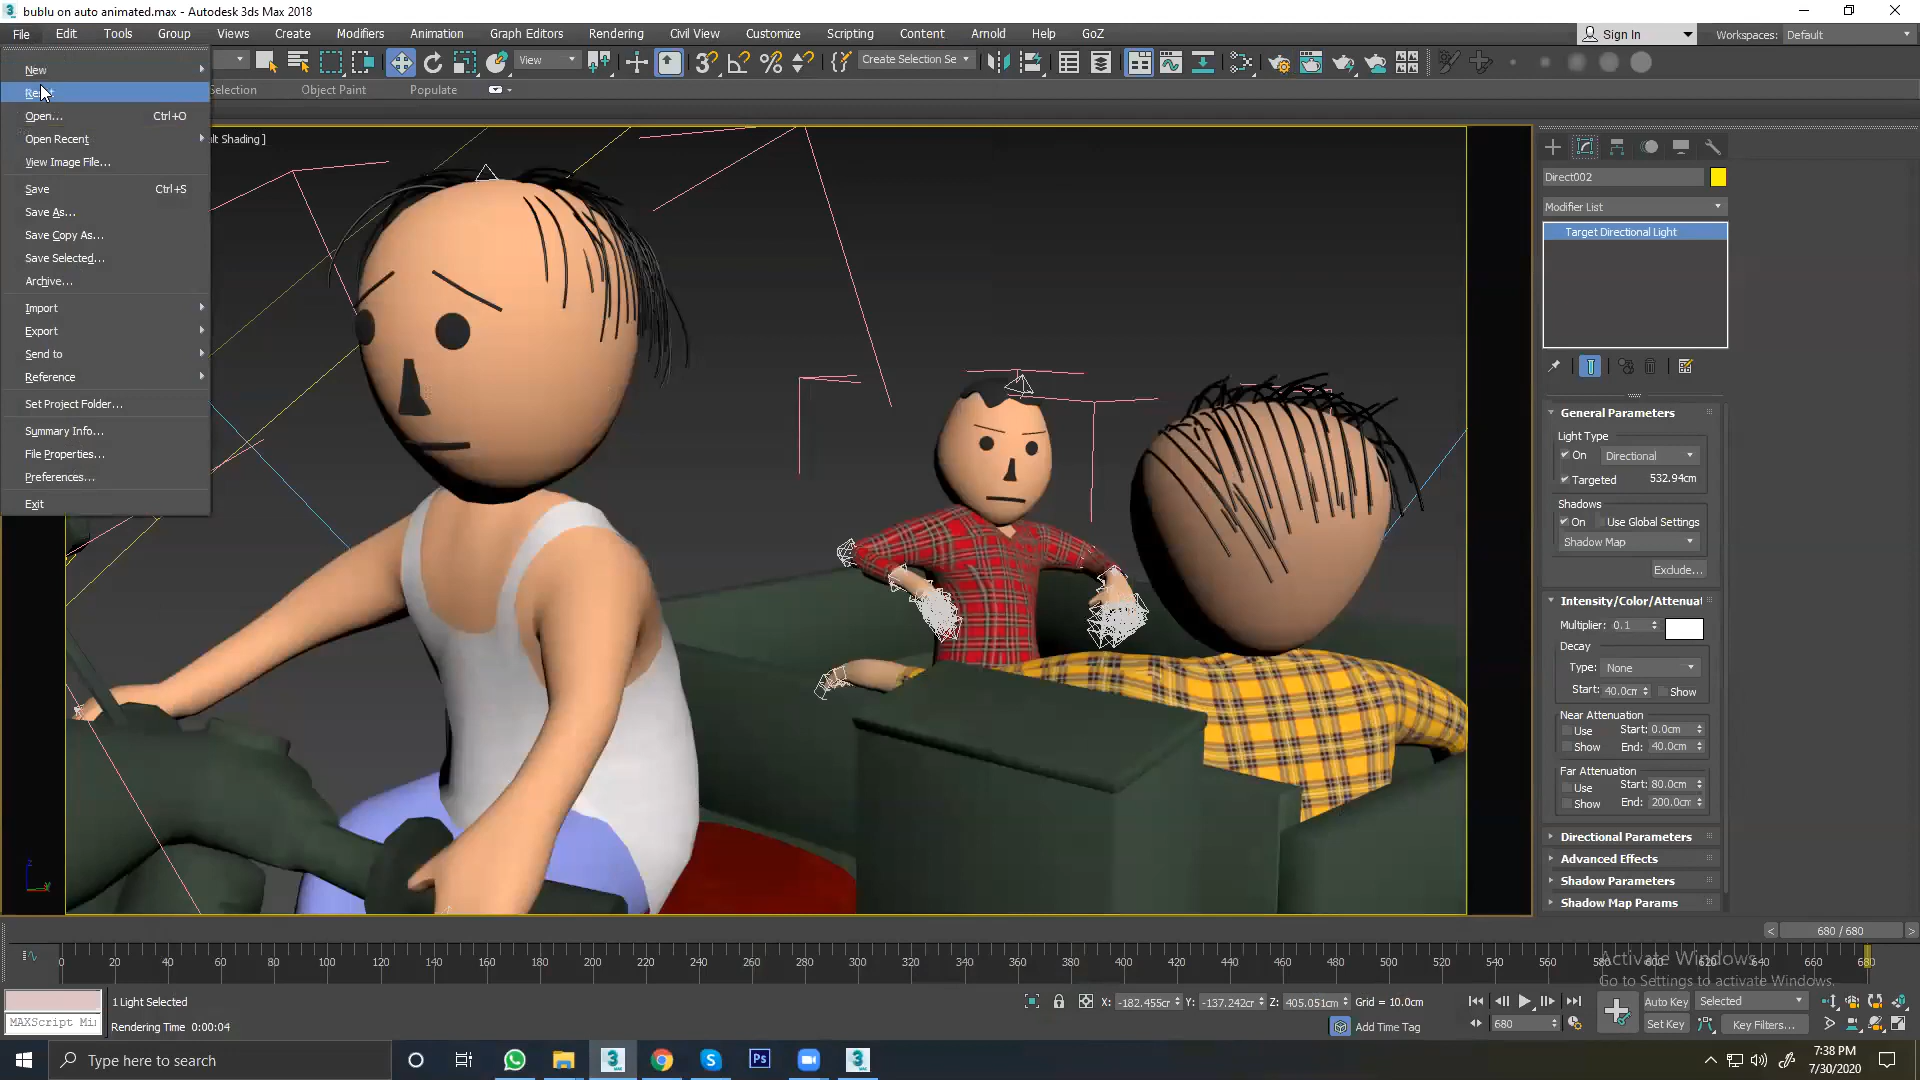 bublu on auto animated.max - Autodesk 3ds Max 2018
File Edit Tools Group Views Create Modifiers Animation Graph Editors Rendering Civil View Customize Scripting Content Arnold Help GoZ
Sign In Workspaces: Default
View Create Selection Se
Selection Object Paint Populate
New
Open... Ctrl+O
Open Recent
View Image File...
Save Ctrl+S
Save As...
Save Copy As...
Save Selected...
Archive...
Import
Export
Send to
Reference
Set Project Folder...
Summary Info...
File Properties...
Preferences...
Exit
ult Shading ]
Direct002
Modifier List
Target Directional Light
General Parameters
Light Type
On Directional
Targeted 532.94cm
Shadows
On Use Global Settings
Shadow Map
Exclude...
Intensity/Color/Attenuat
Multiplier: 0.1
Decay
Type: None
Start: 40.0cm Show
Near Attenuation
Use Start: 0.0cm
Show End: 40.0cm
Far Attenuation
Use Start: 80.0cm
Show End: 200.0cm
Directional Parameters
Advanced Effects
Shadow Parameters
Shadow Map Params
680 / 680
0 20 40 60 80 100 120 140 160 180 200 220 240 260 280 300 320 340 360 380 400 420 440 460 480 500 520 540 560 580 600 620 640 660 680
Activate Windows
Go to Settings to activate Windows.
1 Light Selected
X: -182.455cr Y: -137.242cr Z: 405.051cm Grid = 10.0cm
Auto Key Selected
MAXScript Mi
Rendering Time 0:00:04
Add Time Tag
680
Set Key Key Filters...
Type here to search
Ps
7:38 PM
7/30/2020